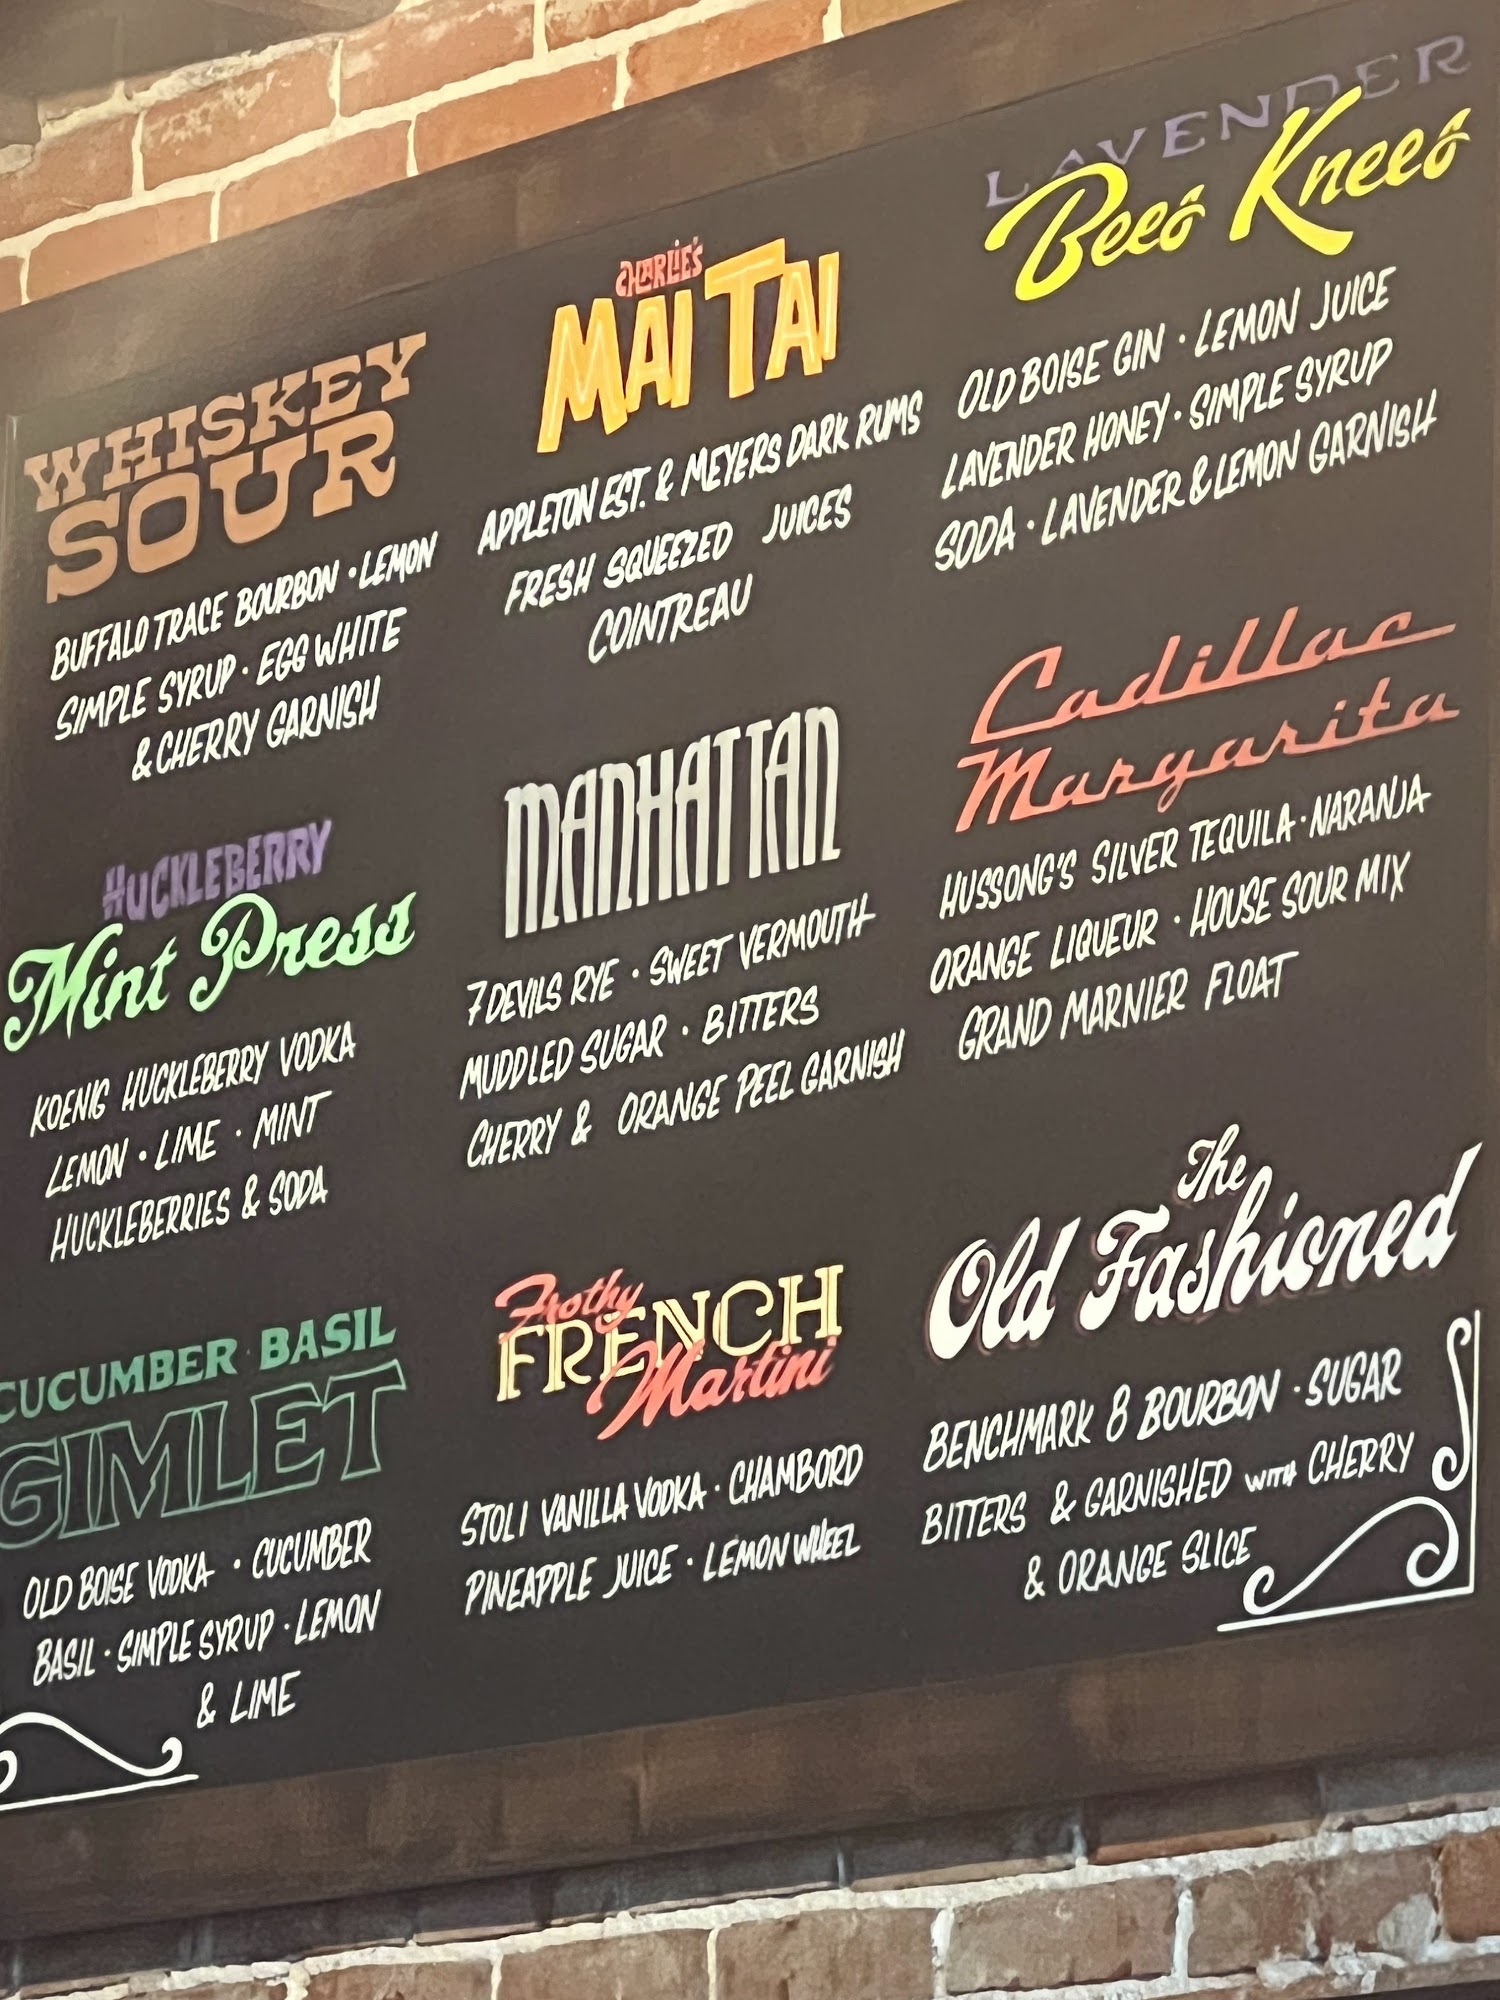 WHISKEY
SOUR
BUFFALO TRACE BOURBON · LEMON
SIMPLE SYRUP · EGG WHITE
& CHERRY GARNISH
CHARLIE'S
MAI TAI
APPLETON EST. & MEYERS DARK RUMS
FRESH SQUEEZED JUICES
COINTREAU
LAVENDER
Bees Knees
OLD BOISE GIN · LEMON JUICE
LAVENDER HONEY · SIMPLE SYRUP
SODA · LAVENDER & LEMON GARNISH
HUCKLEBERRY
Mint Press
KOENIG HUCKLEBERRY VODKA
LEMON · LIME · MINT
HUCKLEBERRIES & SODA
MANHATTAN
7 DEVILS RYE · SWEET VERMOUTH
MUDDLED SUGAR · BITTERS
CHERRY & ORANGE PEEL GARNISH
Cadillac
Margarita
HUSSONG'S SILVER TEQUILA · NARANJA
ORANGE LIQUEUR · HOUSE SOUR MIX
GRAND MARNIER FLOAT
CUCUMBER BASIL
GIMLET
OLD BOISE VODKA · CUCUMBER
BASIL · SIMPLE SYRUP · LEMON
& LIME
Frothy
FRENCH
Martini
STOLI VANILLA VODKA · CHAMBORD
PINEAPPLE JUICE · LEMON WHEEL
The
Old Fashioned
BENCHMARK 8 BOURBON · SUGAR
BITTERS & GARNISHED WITH CHERRY
& ORANGE SLICE